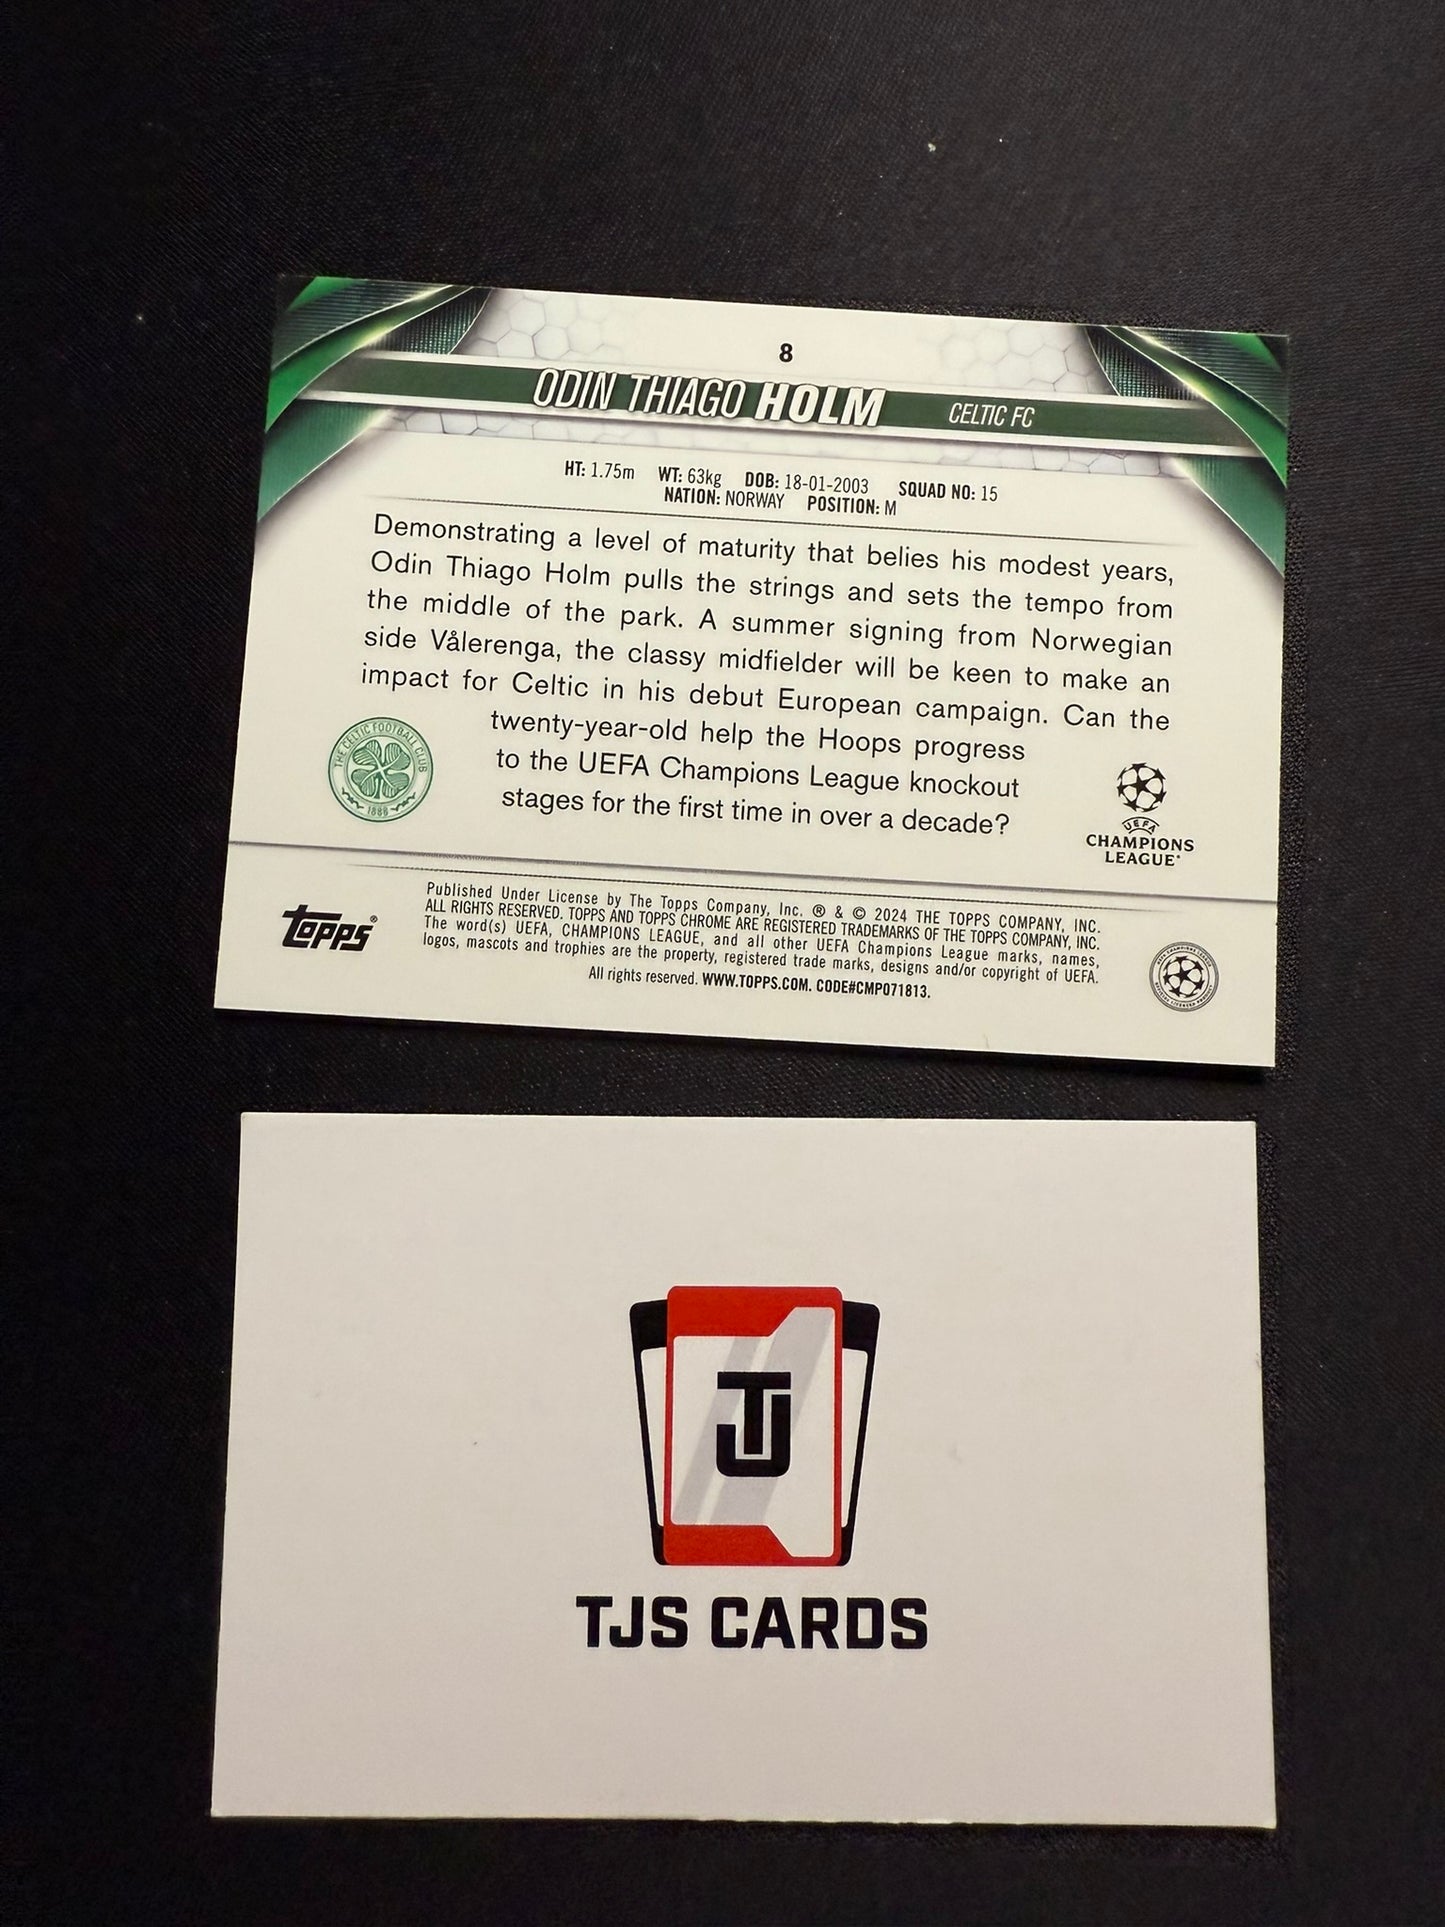 8
ODIN THIAGO HOLM CELTIC FC
HT: 1.75m WT: 63kg DOB: 18-01-2003 SQUAD NO: 15
NATION: NORWAY POSITION: M
Demonstrating a level of maturity that belies his modest years,
Odin Thiago Holm pulls the strings and sets the tempo from
the middle of the park. A summer signing from Norwegian
side Vålerenga, the classy midfielder will be keen to make an
impact for Celtic in his debut European campaign. Can the
twenty-year-old help the Hoops progress
to the UEFA Champions League knockout
stages for the first time in over a decade?
THE CELTIC FOOTBALL CLUB
1888
UEFA
CHAMPIONS
LEAGUE
topps®
Published Under License by The Topps Company, Inc. ® & © 2024 THE TOPPS COMPANY, INC.
ALL RIGHTS RESERVED. TOPPS AND TOPPS CHROME ARE REGISTERED TRADEMARKS OF THE TOPPS COMPANY, INC.
The word(s) UEFA, CHAMPIONS LEAGUE, and all other UEFA Champions League marks, names,
logos, mascots and trophies are the property, registered trade marks, designs and/or copyright of UEFA.
All rights reserved. WWW.TOPPS.COM. CODE#CMP071813.
TJ
TJS CARDS